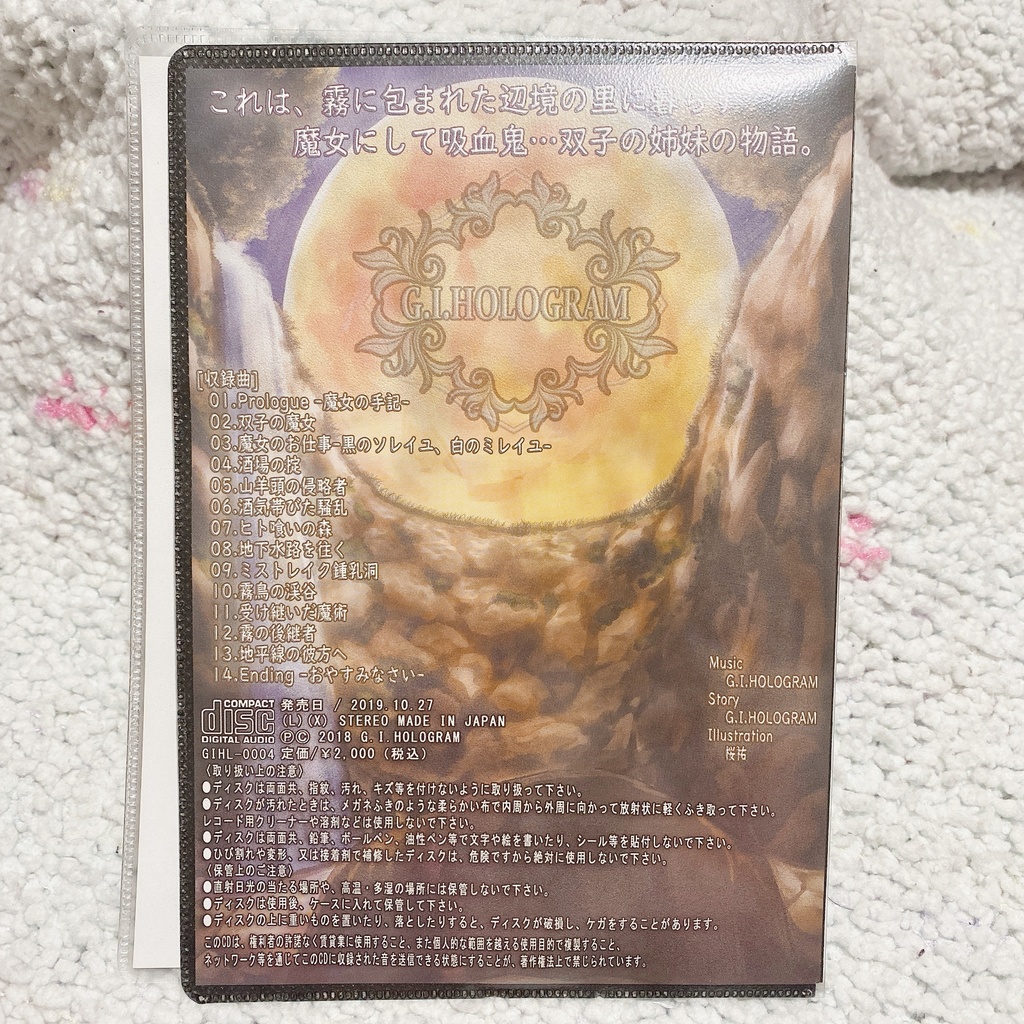 これは、霧に包まれた辺境の里に暮
魔女にして吸血鬼…双子の姉妹の物語。
G.I.HOLOGRAM
[収録曲]
01.Prologue -魔女の手記-
02.双子の魔女
03.魔女のお仕事-黒のソレイユ、白のミレイユ-
04.酒場の掟
05.山羊頭の侵略者
06.酒気帯びた騒乱
07.ヒト喰いの森
08.地下水路を往く
09.ミストレイク鍾乳洞
10.霧鳥の渓谷
11.受け継いだ魔術
12.霧の後継者
13.地平線の彼方へ
14.Ending -おやすみなさい-
Music
G.I.HOLOGRAM
Story
G.I.HOLOGRAM
Illustration
桜祐
COMPACT disc DIGITAL AUDIO
発売日 / 2019.10.27
(L) (X) STEREO MADE IN JAPAN
Ⓟ© 2018 G.I.HOLOGRAM
GIHL-0004 定価/¥2,000 (税込)
〈取り扱い上の注意〉
●ディスクは両面共、指紋、汚れ、キズ等を付けないように取り扱って下さい。
●ディスクが汚れたときは、メガネふきのような柔らかい布で内周から外周に向かって放射状に軽くふき取って下さい。
レコード用クリーナーや溶剤などは使用しないで下さい。
●ディスクは両面共、鉛筆、ボールペン、油性ペン等で文字や絵を書いたり、シール等を貼付しないで下さい。
●ひび割れや変形、又は接着剤で補修したディスクは、危険ですから絶対に使用しないで下さい。
〈保管上のご注意〉
●直射日光の当たる場所や、高温・多湿の場所には保管しないで下さい。
●ディスクは使用後、ケースに入れて保管して下さい。
●ディスクの上に重いものを置いたり、落としたりすると、ディスクが破損し、ケガをすることがあります。
このCDは、権利者の許諾なく賃貸業に使用すること、また個人的な範囲を越える使用目的で複製すること、
ネットワーク等を通じてこのCDに収録された音を送信できる状態にすることが、著作権法上で禁じられています。